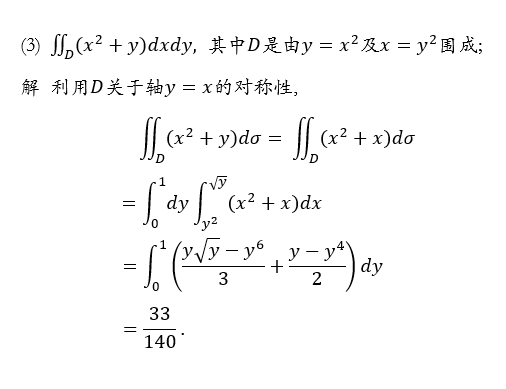 (3) ∬_D(x² + y)dxdy, 其中D是由y = x²及x = y²围成;
解 利用D关于轴y = x的对称性,
∬_D (x² + y)dσ = ∬_D (x² + x)dσ
= ∫_0^1 dy ∫_{y²}^{√y} (x² + x)dx
= ∫_0^1 ((y√y − y⁶)/3 + (y − y⁴)/2) dy
= 33/140 .